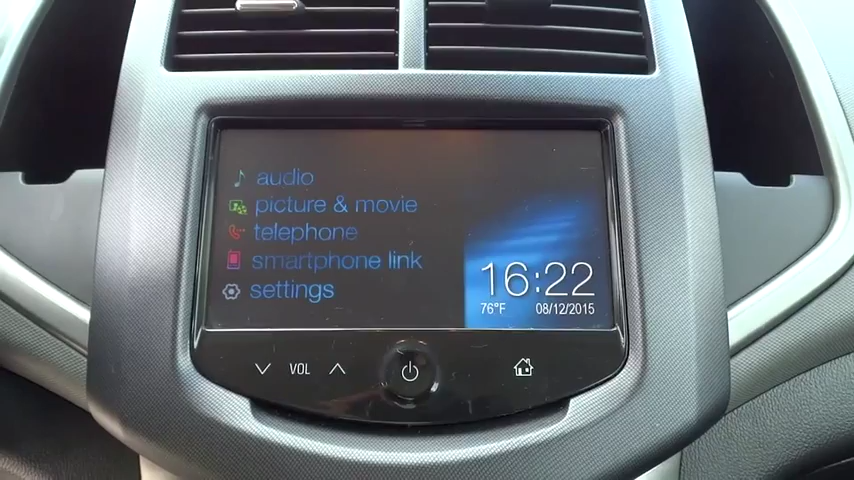 audio
picture & movie
telephone
smartphone link
settings
16:22
76°F 08/12/2015
VOL